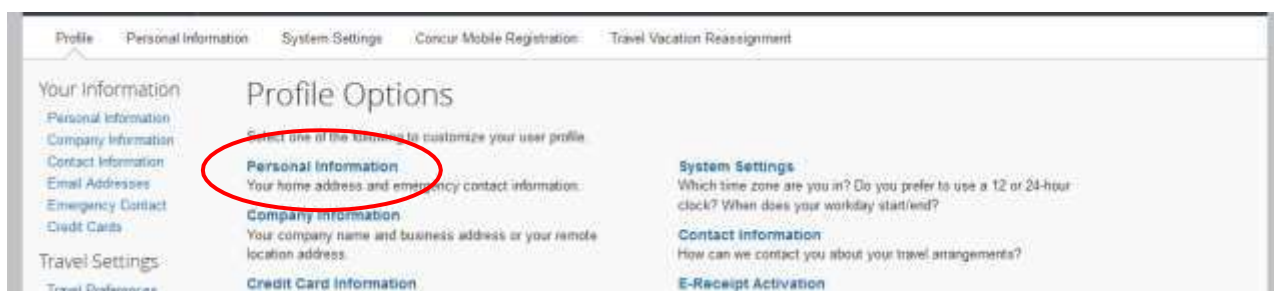 Profile Personal Information System Settings Concur Mobile Registration Travel Vacation Reassignment
Your Information
Personal Information
Company Information
Contact Information
Email Addresses
Emergency Contact
Credit Cards
Travel Settings
Travel Preferences
Profile Options
Select one of the following to customize your user profile.
Personal Information
Your home address and emergency contact information.
Company Information
Your company name and business address or your remote
location address.
Credit Card Information
System Settings
Which time zone are you in? Do you prefer to use a 12 or 24-hour
clock? When does your workday start/end?
Contact Information
How can we contact you about your travel arrangements?
E-Receipt Activation